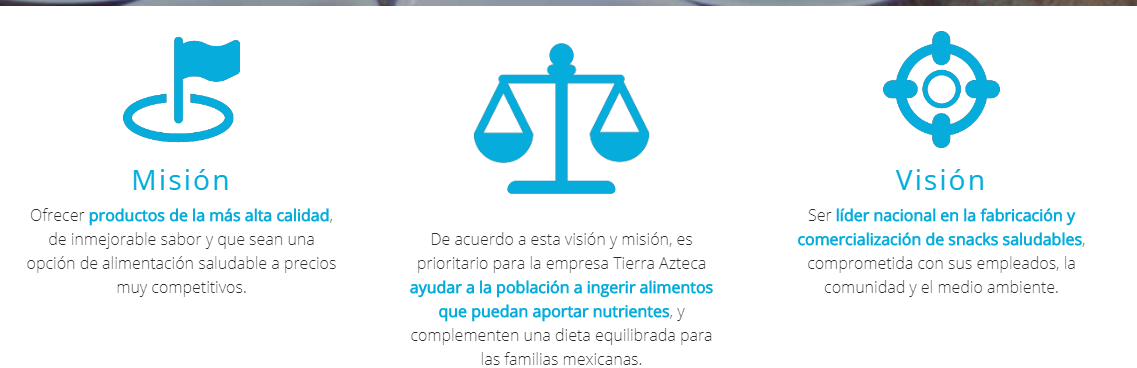 Misión
Ofrecer productos de la más alta calidad,
de inmejorable sabor y que sean una
opción de alimentación saludable a precios
muy competitivos.
De acuerdo a esta visión y misión, es
prioritario para la empresa Tierra Azteca
ayudar a la población a ingerir alimentos
que puedan aportar nutrientes, y
complementen una dieta equilibrada para
las familias mexicanas.
Visión
Ser líder nacional en la fabricación y
comercialización de snacks saludables,
comprometida con sus empleados, la
comunidad y el medio ambiente.